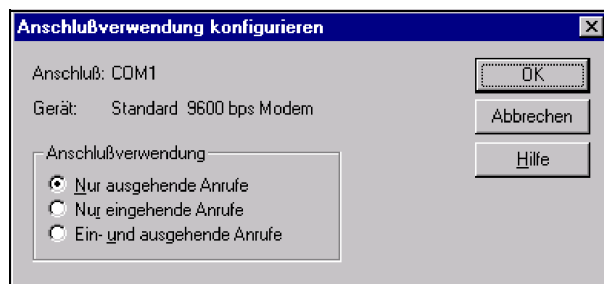 Anschlußverwendung konfigurieren
Anschluß: COM1
Gerät: Standard 9600 bps Modem
Anschlußverwendung
Nur ausgehende Anrufe
Nur eingehende Anrufe
Ein- und ausgehende Anrufe
OK
Abbrechen
Hilfe